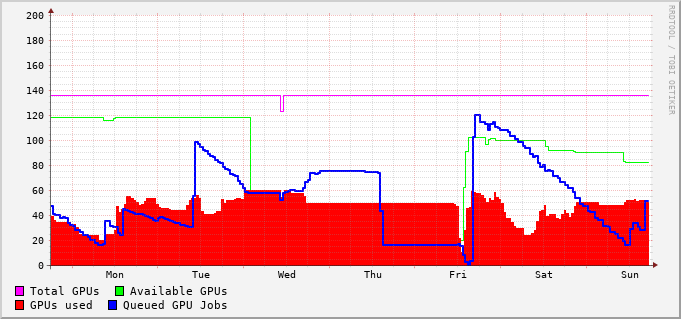 200
180
160
140
120
100
80
60
40
20
0
Mon Tue Wed Thu Fri Sat Sun
Total GPUs Available GPUs
GPUs used Queued GPU Jobs
RRDTOOL / TOBI OETIKER